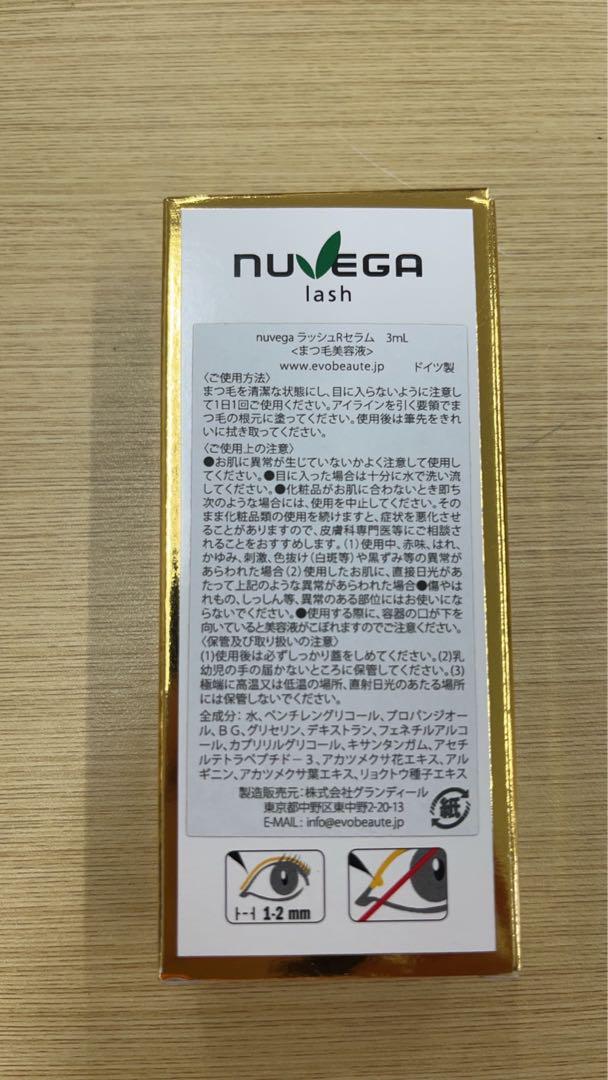 nuvega
lash
nuvega ラッシュRセラム 3mL
<まつ毛美容液>
www.evobeaute.jp ドイツ製
〈ご使用方法〉
まつ毛を清潔な状態にし、目に入らないように注意し
て1日1回ご使用ください。アイラインを引く要領でま
つ毛の根元に塗ってください。使用後は筆先をきれ
いに拭き取ってください。
〈ご使用上の注意〉
●お肌に異常が生じていないかよく注意して使用し
てください。●目に入った場合は十分に水で洗い流
してください。●化粧品がお肌に合わないとき即ち
次のような場合には、使用を中止してください。その
まま化粧品類の使用を続けますと、症状を悪化させ
ることがありますので、皮膚科専門医等にご相談さ
れることをおすすめします。(1)使用中、赤味、はれ、
かゆみ、刺激、色抜け(白斑等)や黒ずみ等の異常が
あらわれた場合(2)使用したお肌に、直接日光があ
たって上記のような異常があらわれた場合●傷やは
れもの、しっしん等、異常のある部位にはお使いにな
らないでください。●使用する際に、容器の口が下を
向いていると美容液がこぼれますのでご注意ください。
〈保管及び取り扱いの注意〉
(1)使用後は必ずしっかり蓋をしめてください。(2)乳
幼児の手の届かないところに保管してください。(3)
極端に高温又は低温の場所、直射日光のあたる場所
には保管しないでください。
全成分：水、ペンチレングリコール、プロパンジオー
ル、BG、グリセリン、デキストラン、フェネチルアルコ
ール、カプリリルグリコール、キサンタンガム、アセチ
ルテトラペプチド－3、アカツメクサ花エキス、アル
ギニン、アカツメクサ葉エキス、リョクトウ種子エキス
製造販売元：株式会社グランディール
東京都中野区東中野2-20-13
E-MAIL：info@evobeaute.jp
紙
1-2 mm